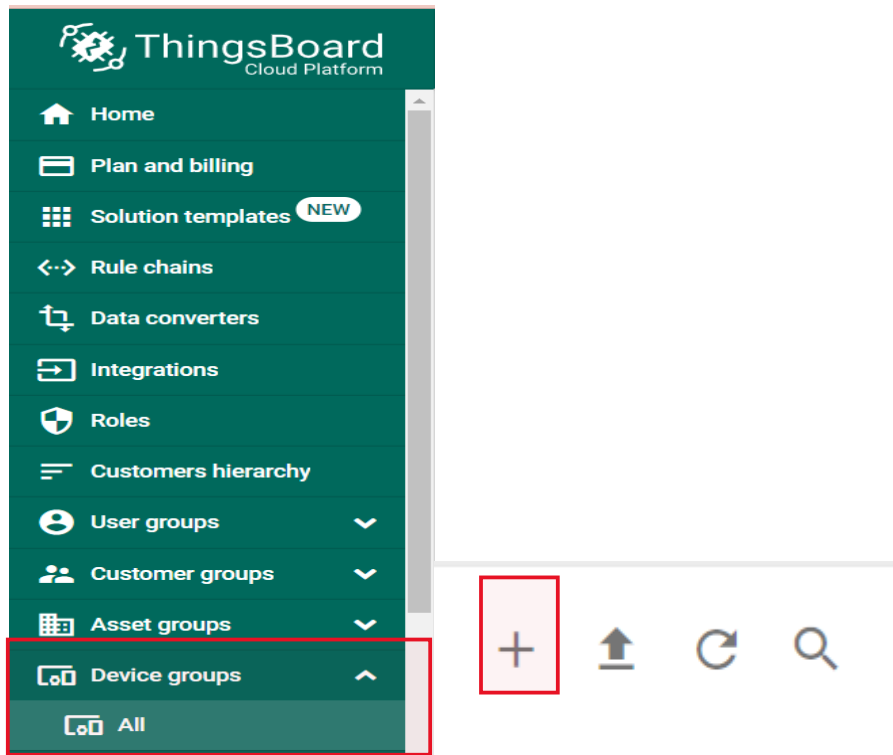 ThingsBoard
Cloud Platform
Home
Plan and billing
Solution templates NEW
Rule chains
Data converters
Integrations
Roles
Customers hierarchy
User groups
Customer groups
Asset groups
Device groups
All